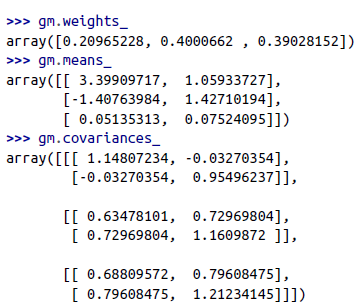 >>> gm.weights_
array([0.20965228, 0.4000662 , 0.39028152])
>>> gm.means_
array([[ 3.39909717,  1.05933727],
       [-1.40763984,  1.42710194],
       [ 0.05135313,  0.07524095]])
>>> gm.covariances_
array([[[ 1.14807234, -0.03270354],
        [-0.03270354,  0.95496237]],

       [[ 0.63478101,  0.72969804],
        [ 0.72969804,  1.1609872 ]],

       [[ 0.68809572,  0.79608475],
        [ 0.79608475,  1.21234145]]])